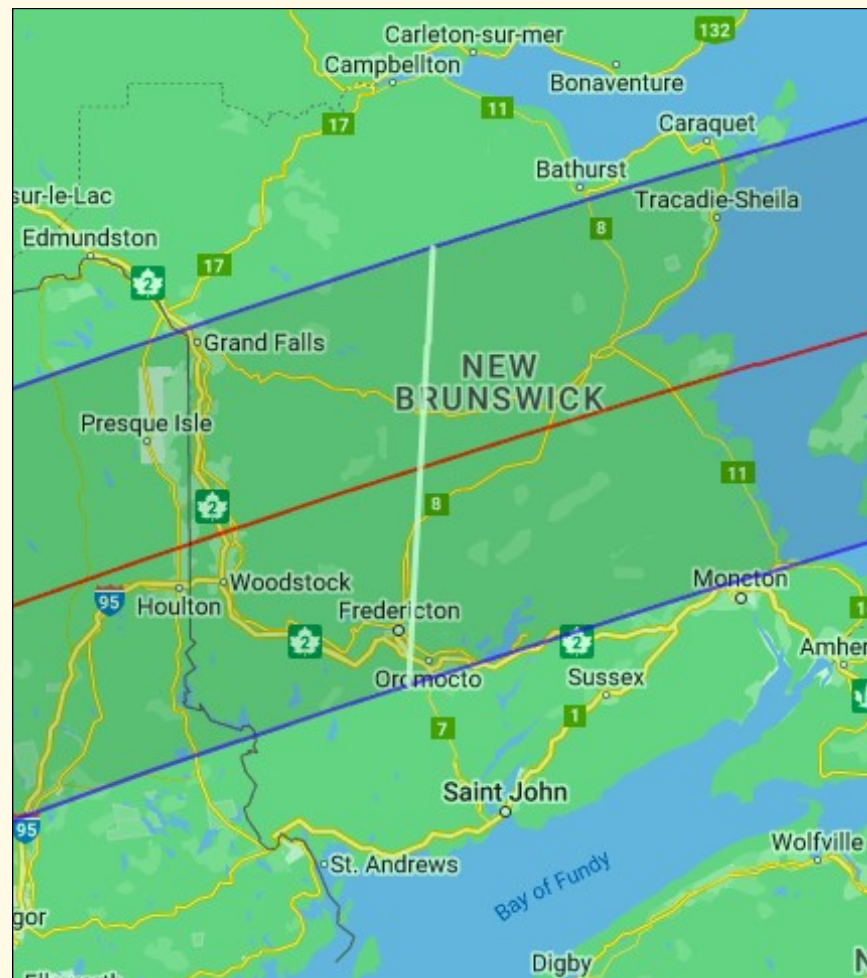 132
Carleton-sur-mer
Campbellton
Bonaventure
11
17
Caraquet
Bathurst
sur-le-Lac
Tracadie-Sheila
Edmundston
8
17
2
Grand Falls
NEW
BRUNSWICK
Presque Isle
11
2
8
Woodstock
Moncton
95
Houlton
Fredericton
1
2
2
Amher
Oromocto
Sussex
7
1
Saint John
95
Wolfville
St. Andrews
Bay of Fundy
gor
Digby
N